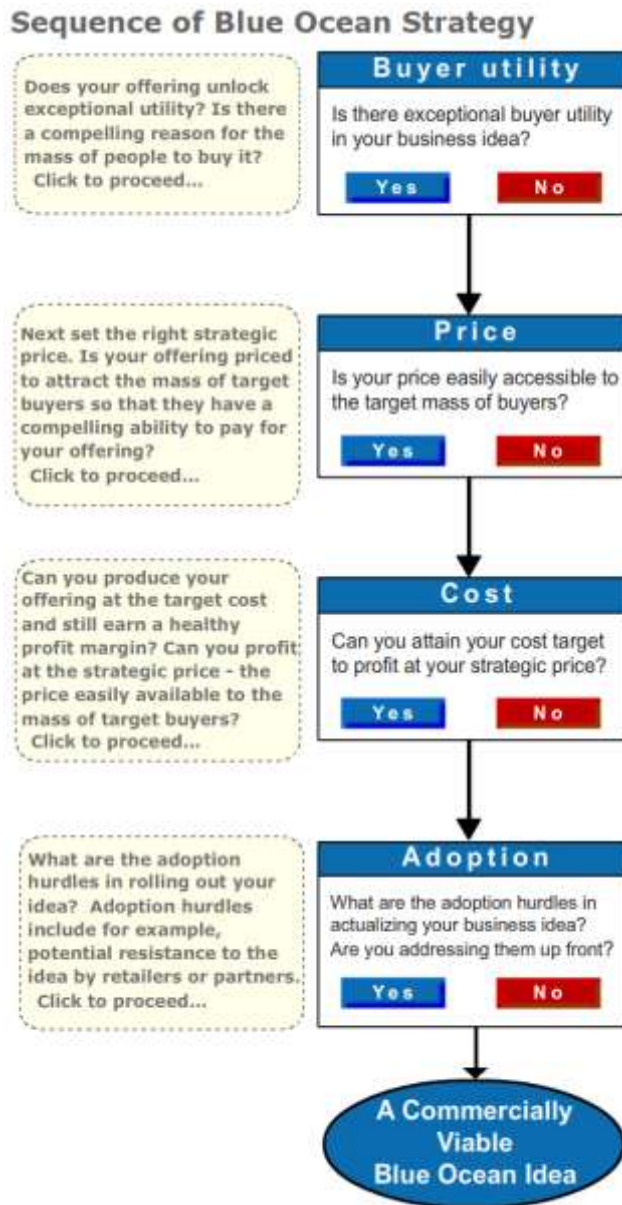 Sequence of Blue Ocean Strategy
Does your offering unlock
exceptional utility? Is there
a compelling reason for the
mass of people to buy it?
Click to proceed...
Buyer utility
Is there exceptional buyer utility
in your business idea?
Yes
No
Next set the right strategic
price. Is your offering priced
to attract the mass of target
buyers so that they have a
compelling ability to pay for
your offering?
Click to proceed...
Price
Is your price easily accessible to
the target mass of buyers?
Yes
No
Can you produce your
offering at the target cost
and still earn a healthy
profit margin? Can you profit
at the strategic price - the
price easily available to the
mass of target buyers?
Click to proceed...
Cost
Can you attain your cost target
to profit at your strategic price?
Yes
No
What are the adoption
hurdles in rolling out your
idea? Adoption hurdles
include for example,
potential resistance to the
idea by retailers or partners.
Click to proceed...
Adoption
What are the adoption hurdles in
actualizing your business idea?
Are you addressing them up front?
Yes
No
A Commercially
Viable
Blue Ocean Idea